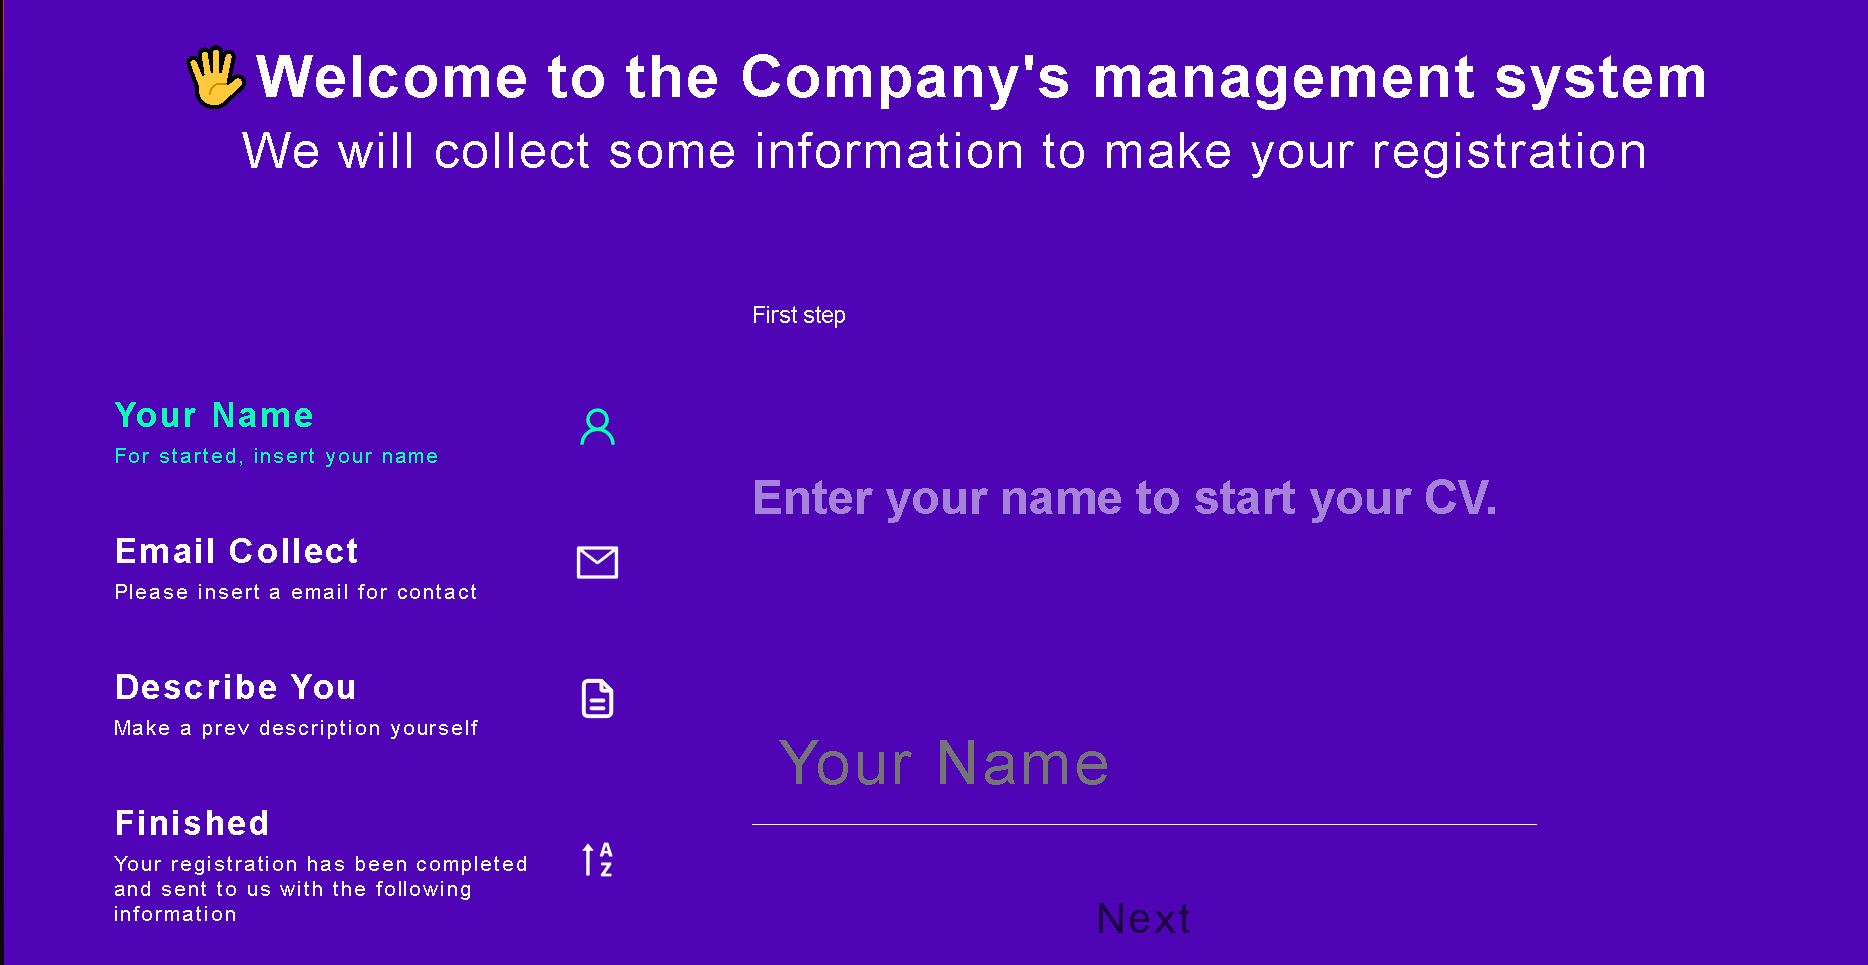 Welcome to the Company's management system
We will collect some information to make your registration
First step
Your Name
For started, insert your name
Enter your name to start your CV.
Email Collect
Please insert a email for contact
Describe You
Make a prev description yourself
Your Name
Finished
Your registration has been completed
and sent to us with the following
information
A
Z
Next